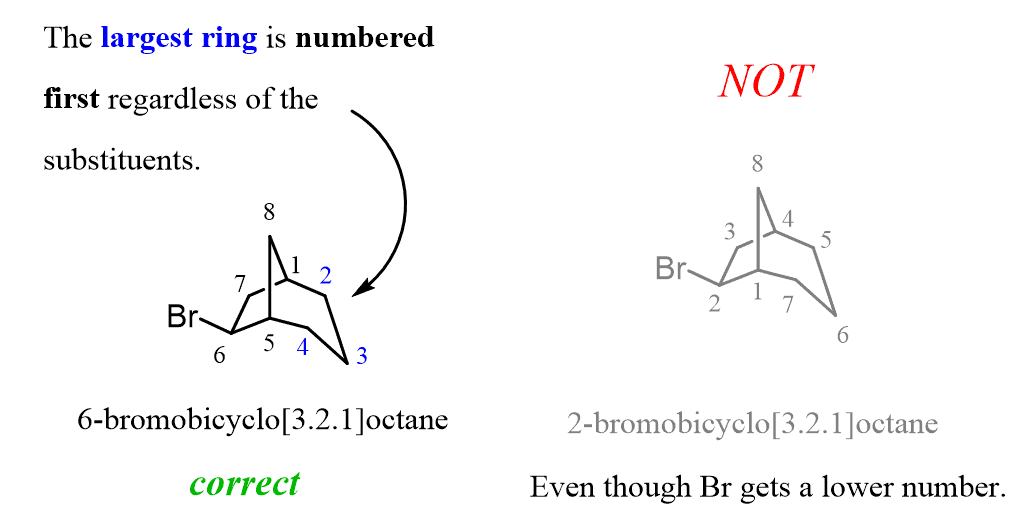 The largest ring is numbered
first regardless of the
substituents.
8
1
2
7
Br
6
5
4
3
6-bromobicyclo[3.2.1]octane
correct
NOT
8
3
4
5
Br
2
1
7
6
2-bromobicyclo[3.2.1]octane
Even though Br gets a lower number.